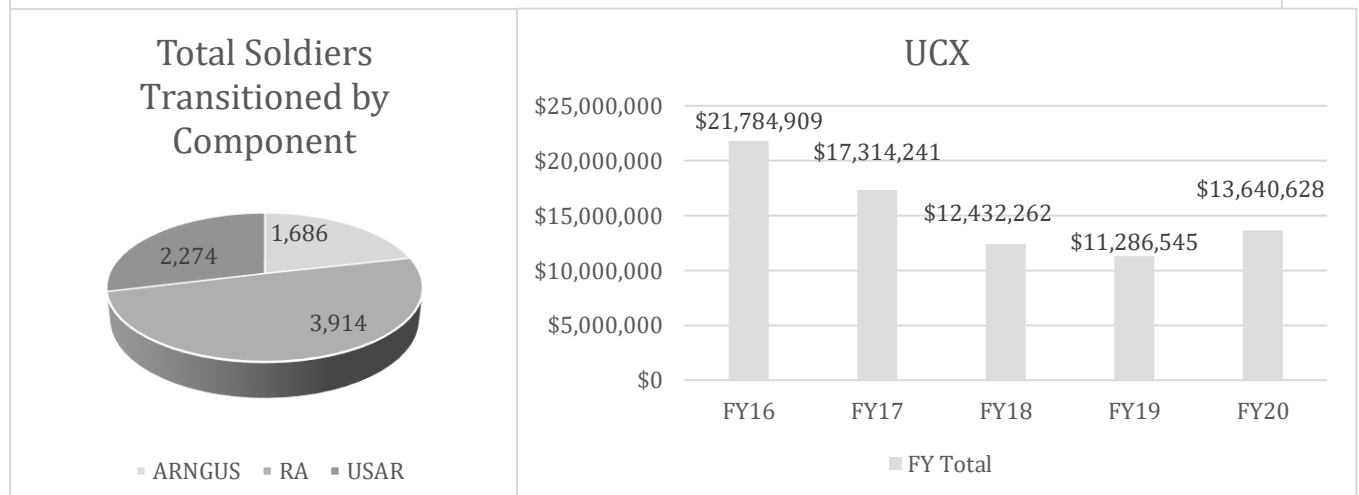 Total Soldiers
Transitioned by
Component
1,686
2,274
3,914
ARNGUS RA USAR
UCX
$25,000,000
$20,000,000
$15,000,000
$10,000,000
$5,000,000
$0
$21,784,909
$17,314,241
$12,432,262
$11,286,545
$13,640,628
FY16 FY17 FY18 FY19 FY20
FY Total